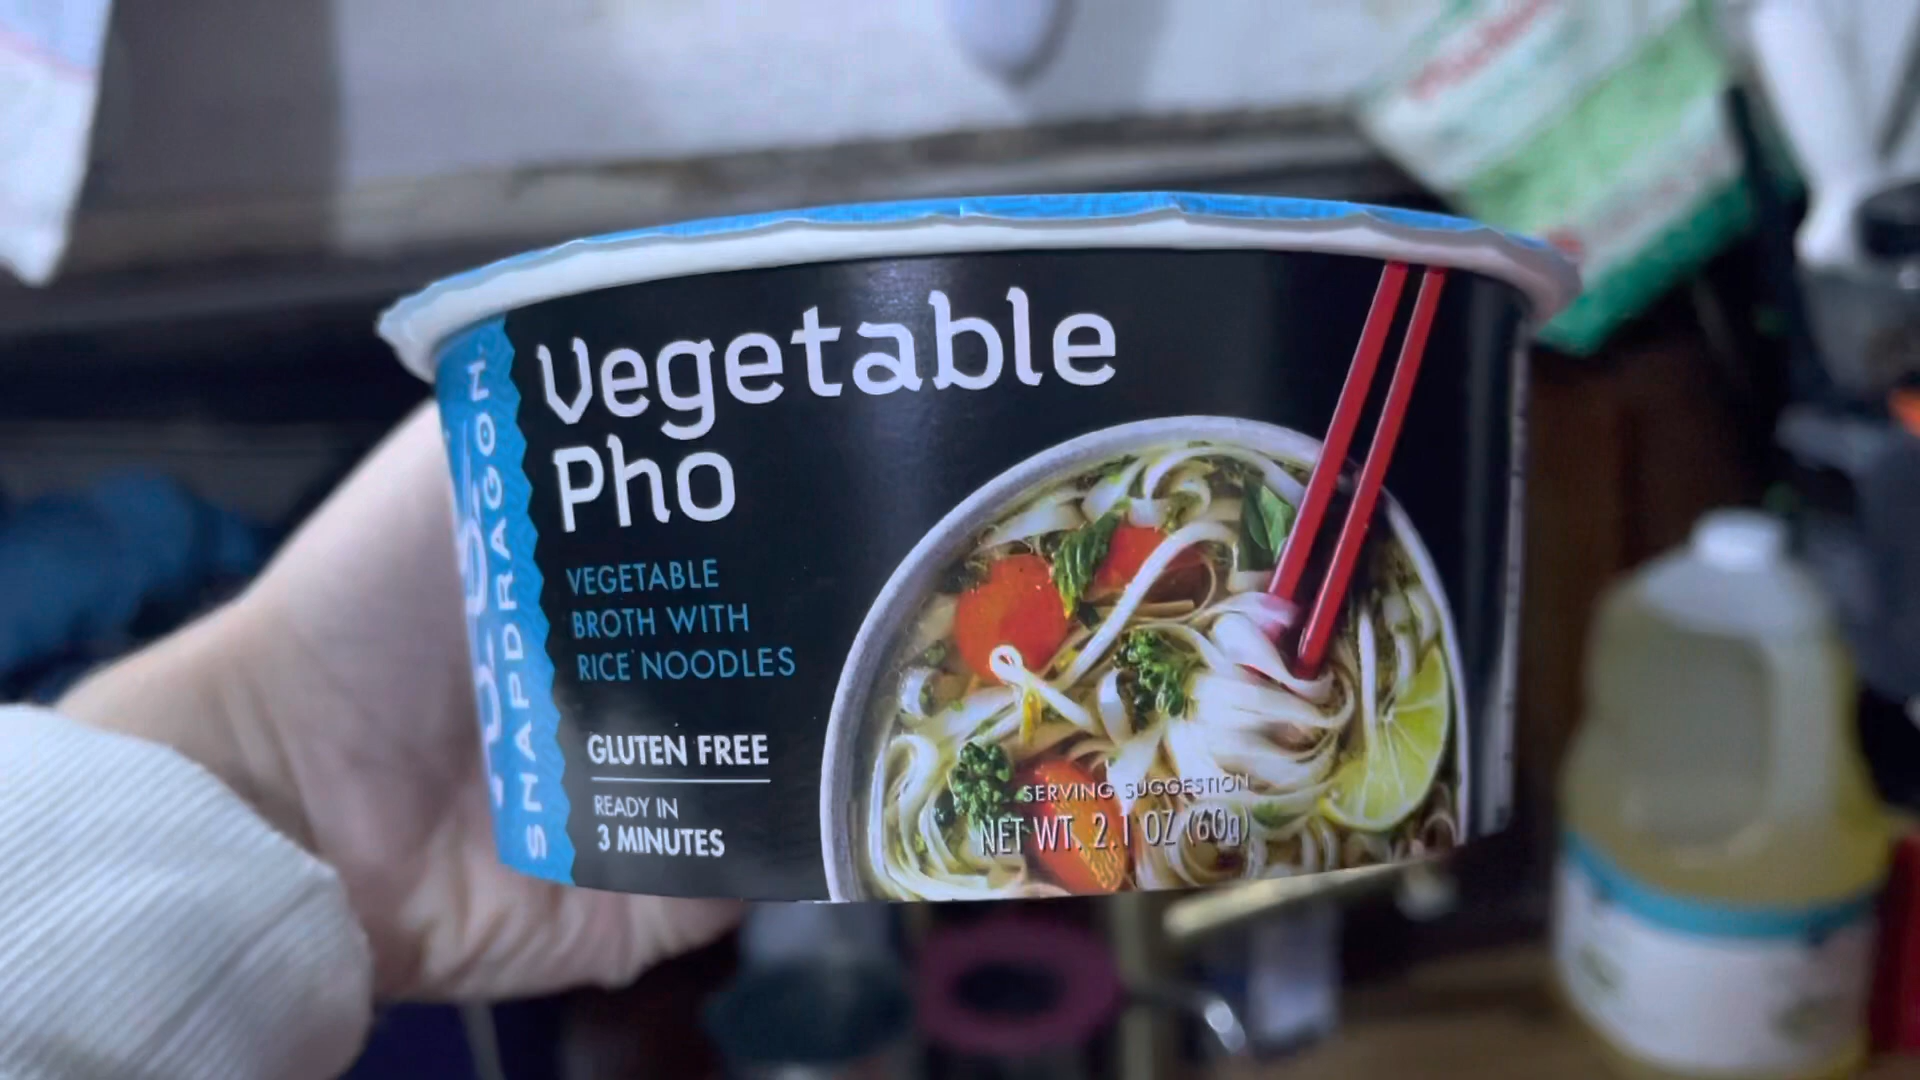 SNAPDRAGON.
Vegetable
Pho
VEGETABLE
BROTH WITH
RICE NOODLES
GLUTEN FREE
READY IN
3 MINUTES
SERVING SUGGESTION
NET WT. 2.1 OZ (60g)